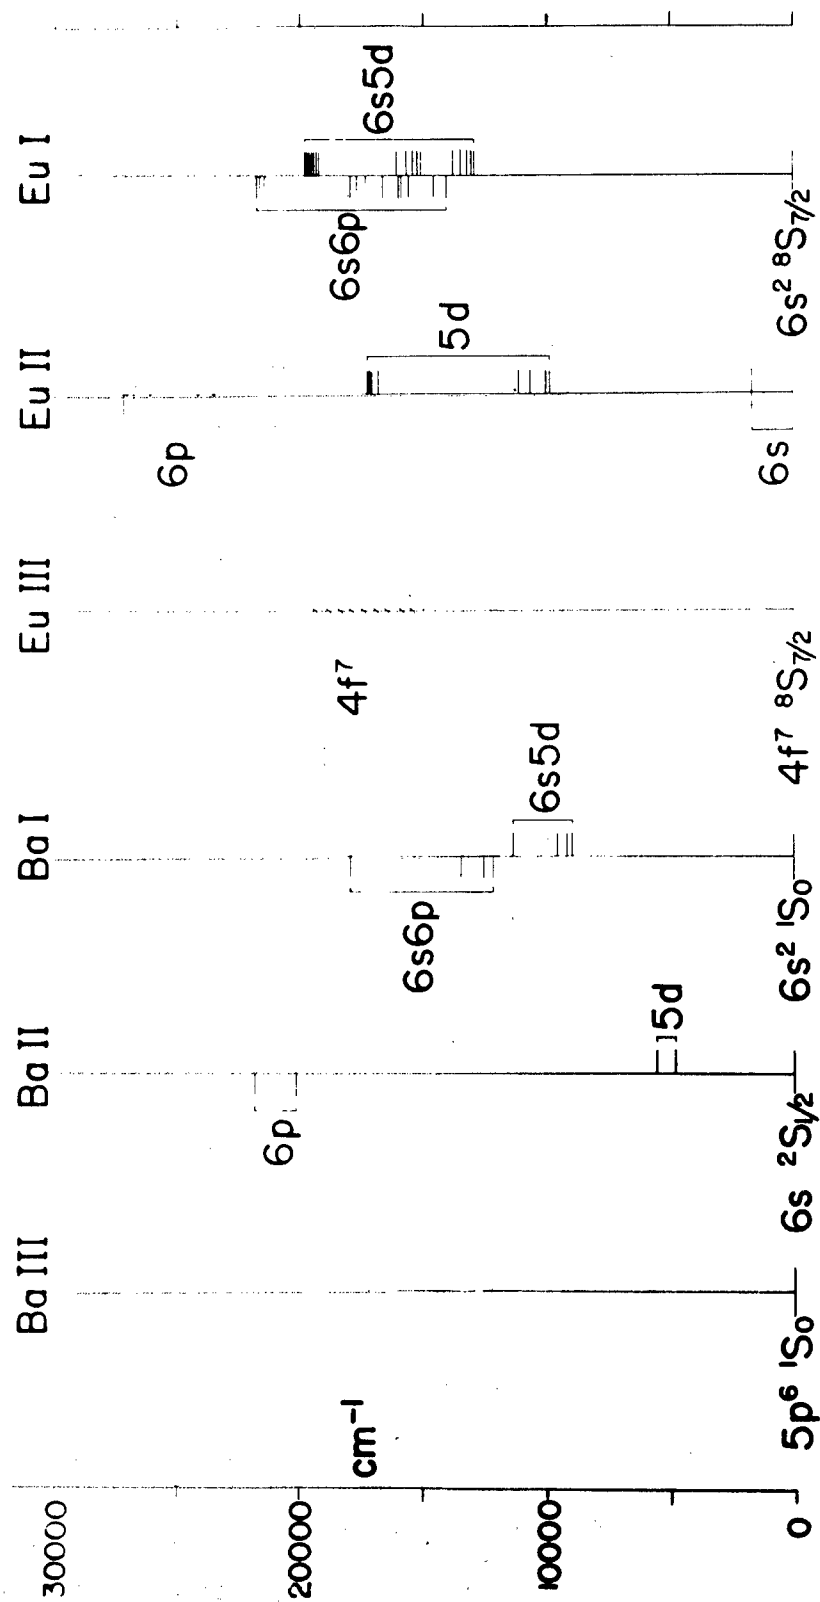 Ba III
Ba II
Ba I
Eu III
Eu II
Eu I
30000
20000
10000
0
cm⁻¹
6p
5d
6s6p
6s5d
4f⁷
6p
5d
6s
6s6p
6s5d
5p⁶ ¹S₀
6s ²S₁/₂
6s² ¹S₀
4f⁷ ⁸S₇/₂
6s² ⁸S₇/₂